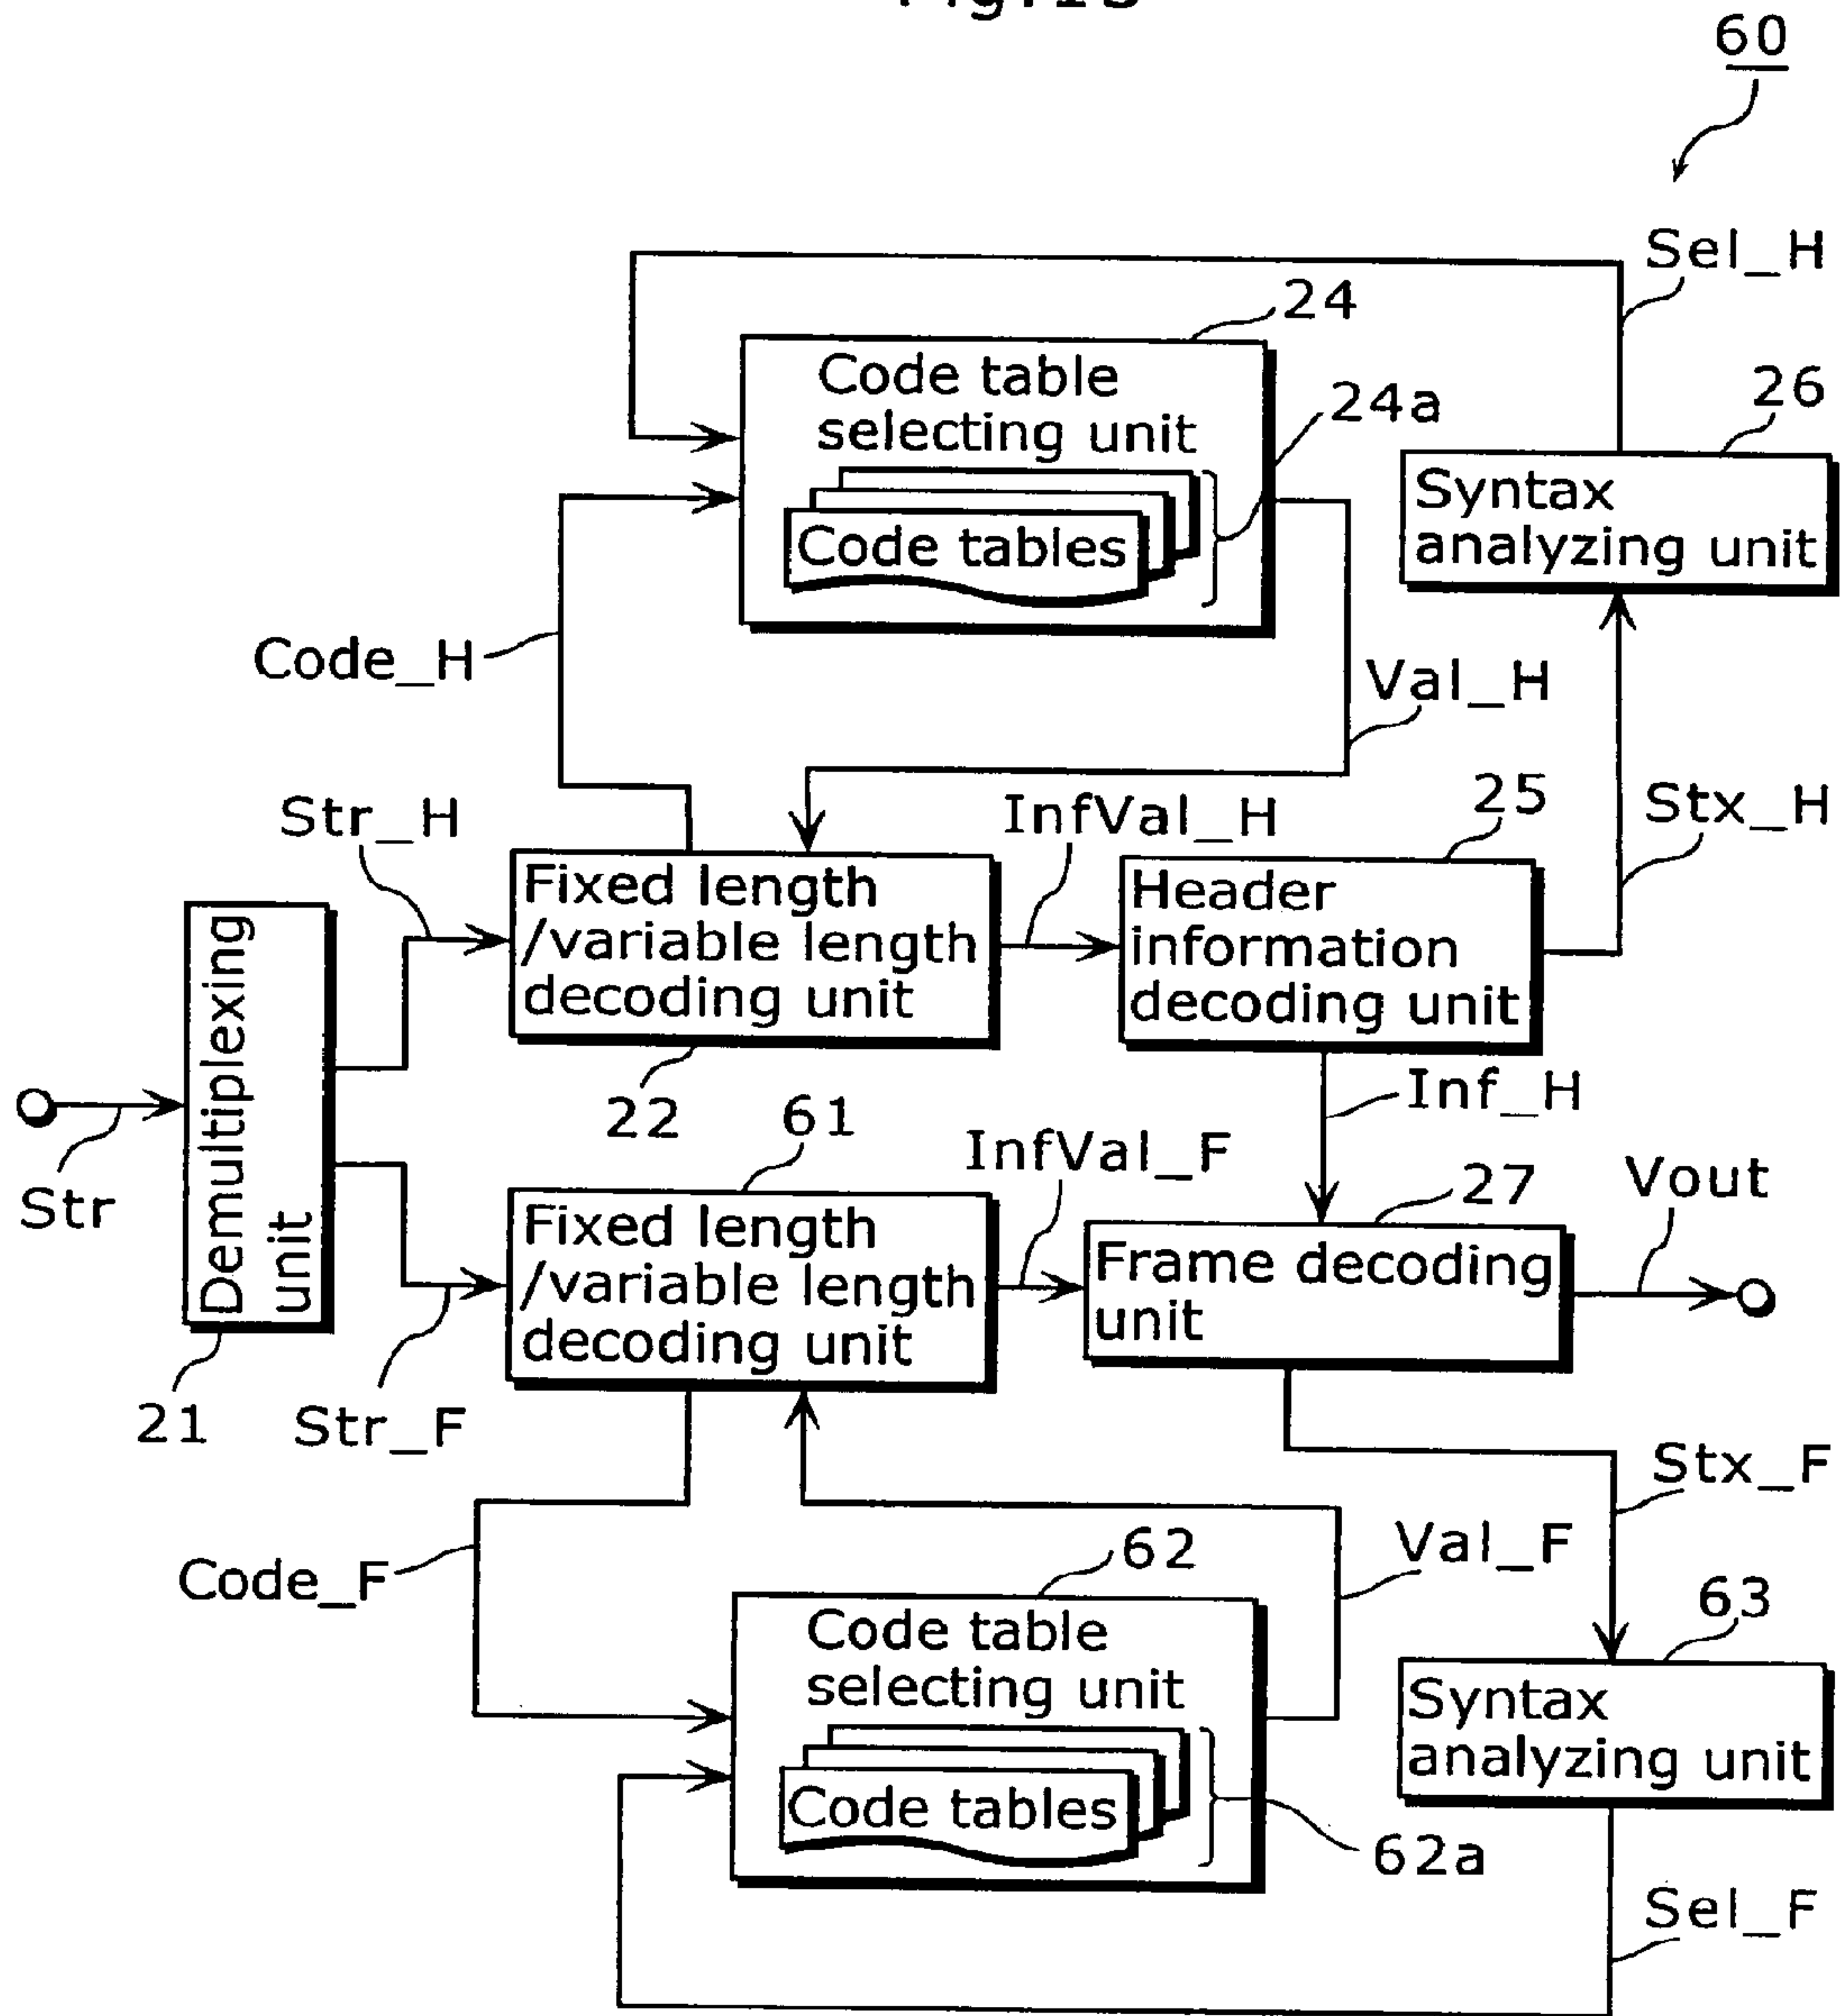 60
Sel_H
24
Code table
selecting unit
Code tables
24a
26
Syntax
analyzing unit
Code_H
Val_H
Str_H
InfVal_H
25
Stx_H
Fixed length
/variable length
decoding unit
22
Header
information
decoding unit
Demultiplexing
unit
21
Str
Inf_H
61
InfVal_F
27
Vout
Fixed length
/variable length
decoding unit
Frame decoding
unit
Str_F
Stx_F
Code_F
62
Val_F
63
Code table
selecting unit
Code tables
62a
Syntax
analyzing unit
Sel_F